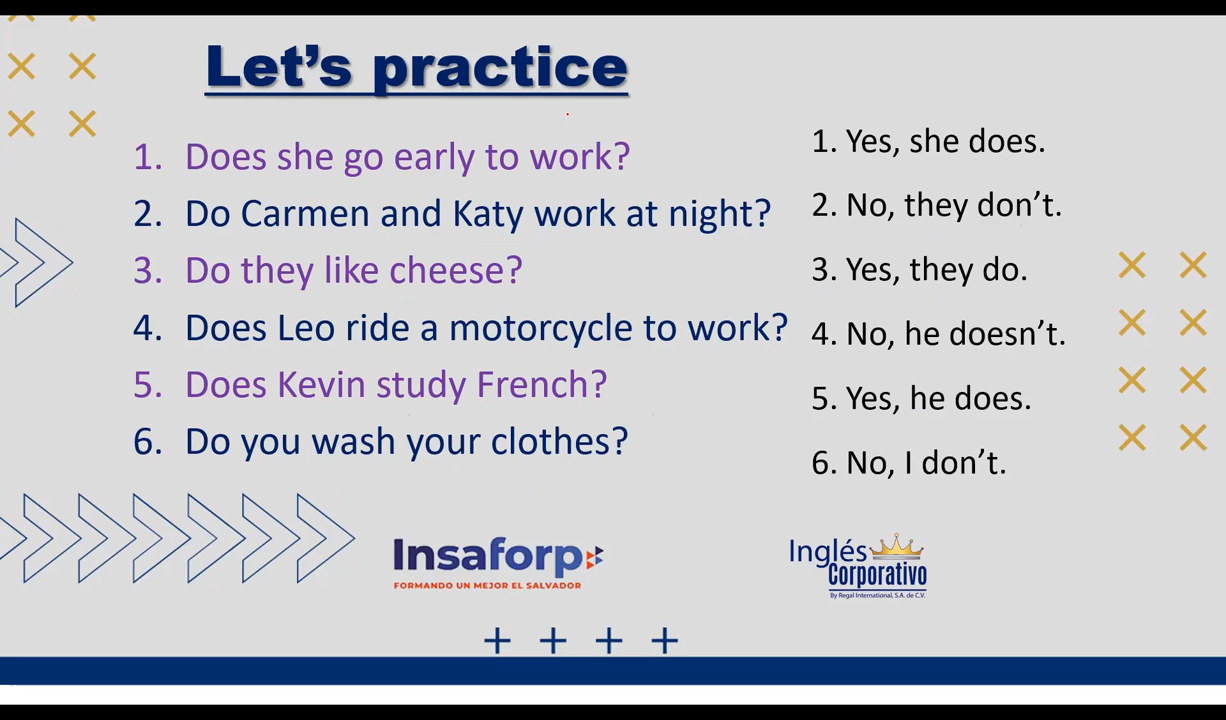 Let's practice
1. Does she go early to work?
2. Do Carmen and Katy work at night?
3. Do they like cheese?
4. Does Leo ride a motorcycle to work?
5. Does Kevin study French?
6. Do you wash your clothes?
1. Yes, she does.
2. No, they don't.
3. Yes, they do.
4. No, he doesn't.
5. Yes, he does.
6. No, I don't.
Insaforp
FORMANDO UN MEJOR EL SALVADOR
Inglés
Corporativo
By Regal International, S.A. de C.V.